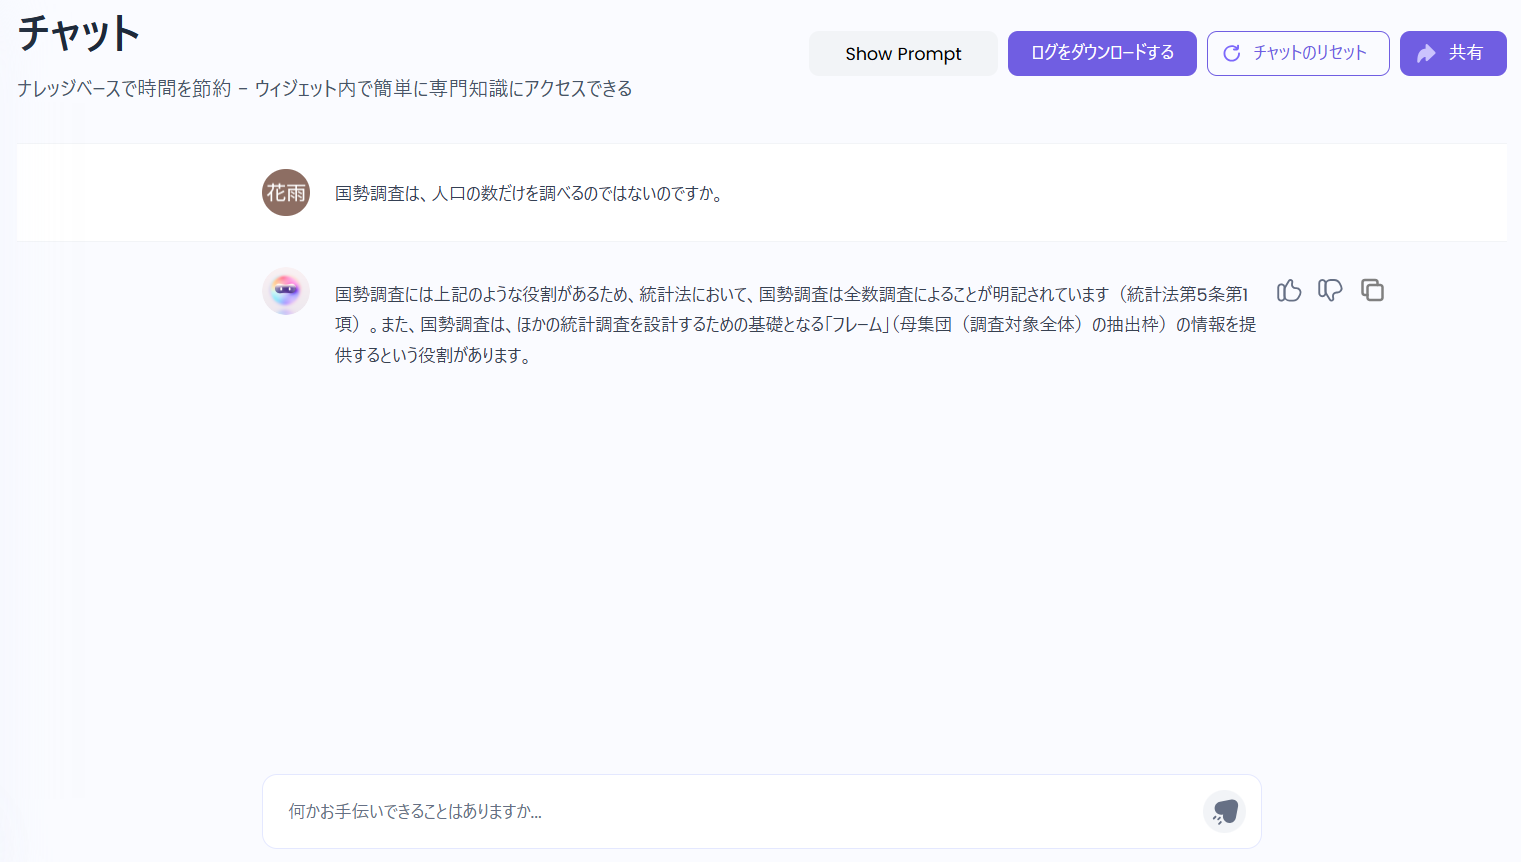 チャット
Show Prompt
ログをダウンロードする
チャットのリセット
共有
ナレッジベースで時間を節約 - ウィジェット内で簡単に専門知識にアクセスできる
花雨
国勢調査は、人口の数だけを調べるのではないのですか。
国勢調査には上記のような役割があるため、統計法において、国勢調査は全数調査によることが明記されています（統計法第5条第1
項）。また、国勢調査は、ほかの統計調査を設計するための基礎となる「フレーム」（母集団（調査対象全体）の抽出枠）の情報を提
供するという役割があります。
何かお手伝いできることはありますか...